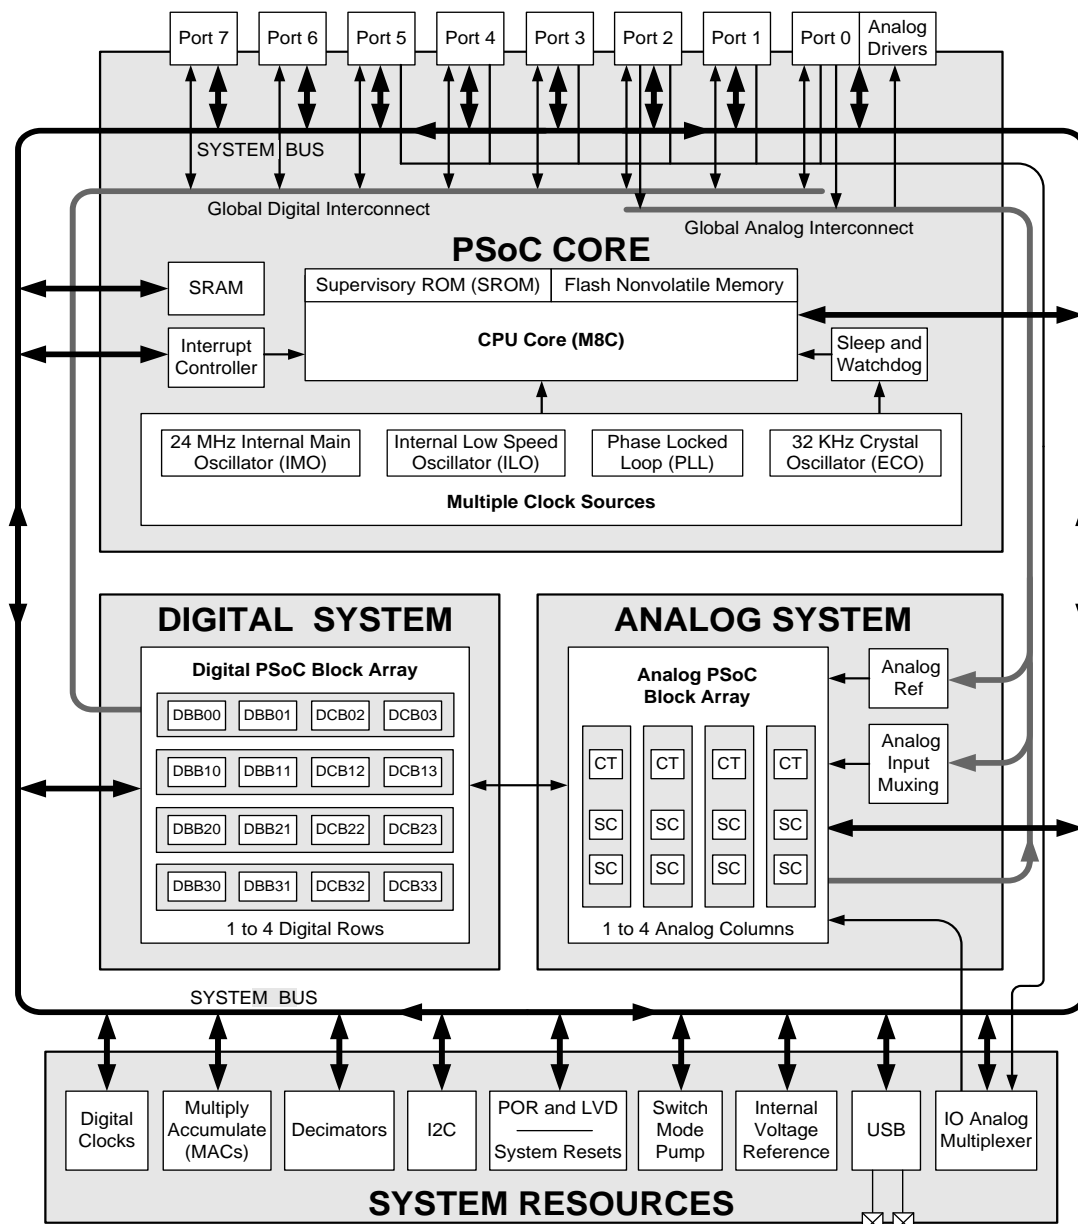 Port 7
Port 6
Port 5
Port 4
Port 3
Port 2
Port 1
Port 0
Analog
Drivers
SYSTEM BUS
Global Digital Interconnect
Global Analog Interconnect
PSoC CORE
SRAM
Supervisory ROM (SROM)
Flash Nonvolatile Memory
CPU Core (M8C)
Interrupt
Controller
Sleep and
Watchdog
24 MHz Internal Main
Oscillator (IMO)
Internal Low Speed
Oscillator (ILO)
Phase Locked
Loop (PLL)
32 KHz Crystal
Oscillator (ECO)
Multiple Clock Sources
DIGITAL SYSTEM
Digital PSoC Block Array
DBB00 DBB01 DCB02 DCB03
DBB10 DBB11 DCB12 DCB13
DBB20 DBB21 DCB22 DCB23
DBB30 DBB31 DCB32 DCB33
1 to 4 Digital Rows
ANALOG SYSTEM
Analog PSoC
Block Array
CT CT CT CT
SC SC SC SC
SC SC SC SC
1 to 4 Analog Columns
Analog
Ref
Analog
Input
Muxing
SYSTEM BUS
Digital
Clocks
Multiply
Accumulate
(MACs)
Decimators
I2C
POR and LVD
System Resets
Switch
Mode
Pump
Internal
Voltage
Reference
USB
IO Analog
Multiplexer
SYSTEM RESOURCES